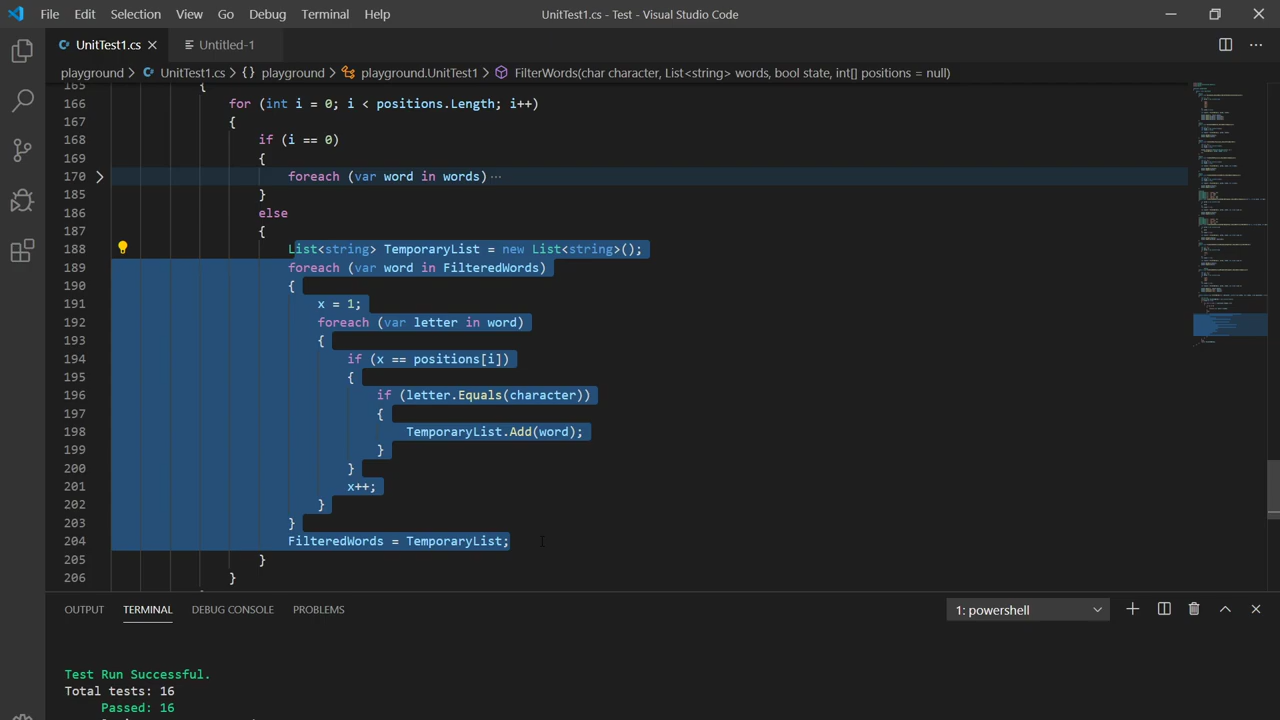 File Edit Selection View Go Debug Terminal Help UnitTest1.cs - Test - Visual Studio Code
UnitTest1.cs Untitled-1
playground > UnitTest1.cs > {} playground > playground.UnitTest1 > FilterWords(char character, List<string> words, bool state, int[] positions = null)
165 {
166 for (int i = 0; i < positions.Length; i++)
167 {
168 if (i == 0)
169 {
170 foreach (var word in words)
185 }
186 else
187 {
188 List<string> TemporaryList = new List<string>();
189 foreach (var word in FilteredWords)
190 {
191 x = 1;
192 foreach (var letter in word)
193 {
194 if (x == positions[i])
195 {
196 if (letter.Equals(character))
197 {
198 TemporaryList.Add(word);
199 }
200 }
201 x++;
202 }
203 }
204 FilteredWords = TemporaryList;
205 }
206 }
OUTPUT TERMINAL DEBUG CONSOLE PROBLEMS 1: powershell
Test Run Successful.
Total tests: 16
Passed: 16